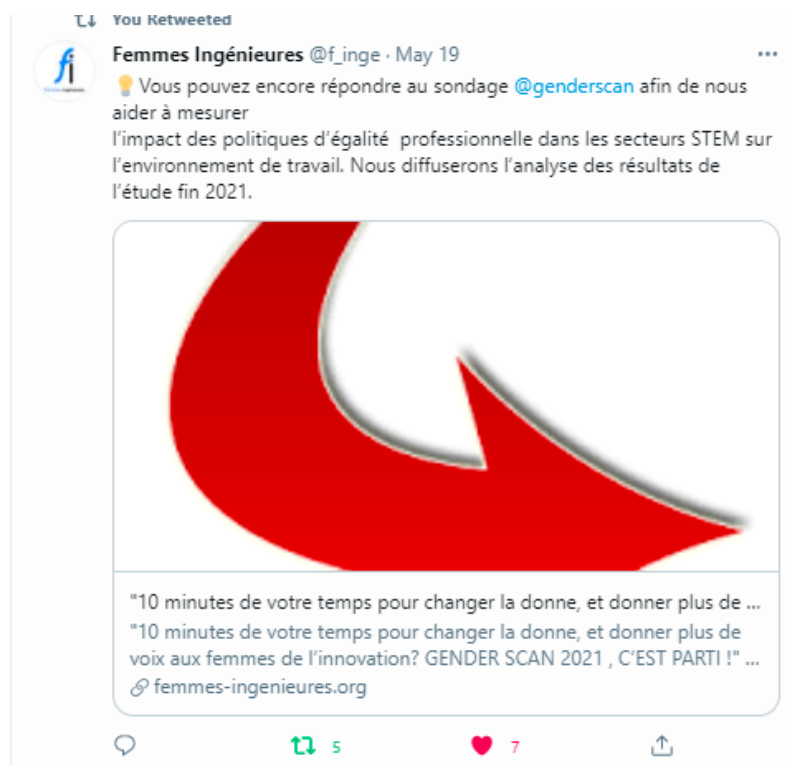 You Retweeted
Femmes Ingénieures @f_inge · May 19
Vous pouvez encore répondre au sondage @genderscan afin de nous
aider à mesurer
l'impact des politiques d'égalité  professionnelle dans les secteurs STEM sur
l'environnement de travail. Nous diffuserons l'analyse des résultats de
l'étude fin 2021.
"10 minutes de votre temps pour changer la donne, et donner plus de ...
"10 minutes de votre temps pour changer la donne, et donner plus de
voix aux femmes de l'innovation? GENDER SCAN 2021 , C'EST PARTI !" ...
femmes-ingenieures.org
5
7